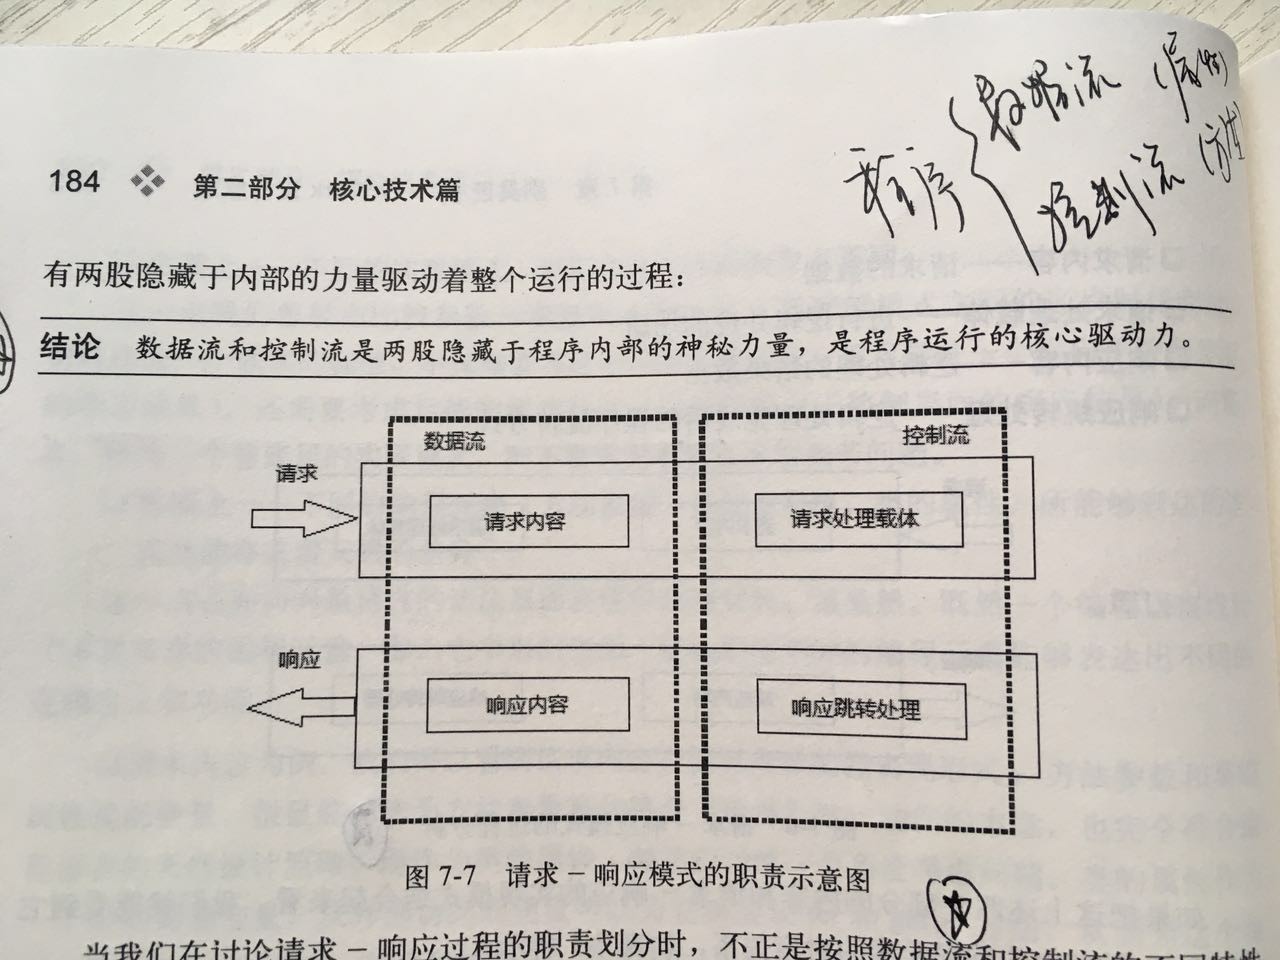 数据流 (属性)
程序
控制流 (方法
184 第二部分 核心技术篇
有两股隐藏于内部的力量驱动着整个运行的过程：
结论 数据流和控制流是两股隐藏于程序内部的神秘力量，是程序运行的核心驱动力。
数据流 控制流
请求
请求内容 请求处理载体
响应
响应内容 响应跳转处理
图 7-7 请求－响应模式的职责示意图
当我们在讨论请求－响应过程的职责划分时，不正是按照数据流和控制流的不同特性